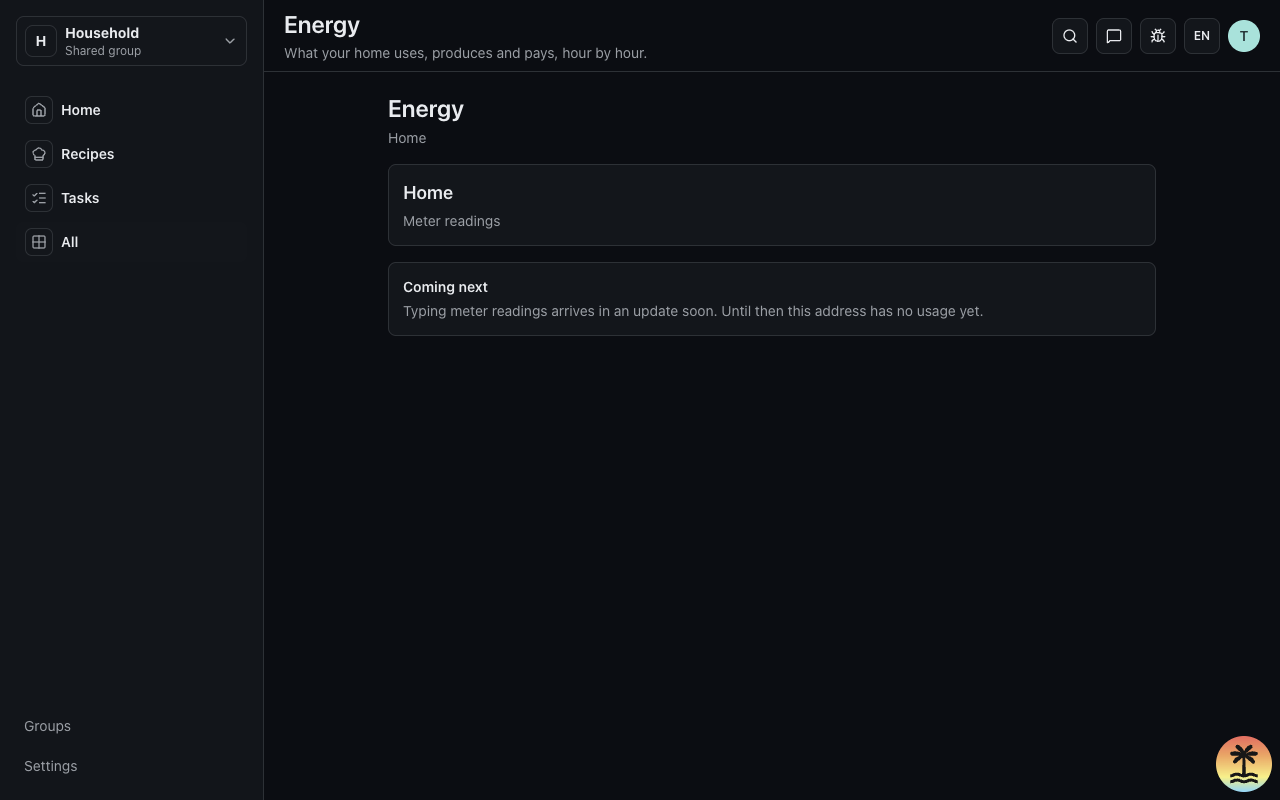 H
Household
Shared group
Home
Recipes
Tasks
All
Groups
Settings
Energy
What your home uses, produces and pays, hour by hour.
EN
T
Energy
Home
Home
Meter readings
Coming next
Typing meter readings arrives in an update soon. Until then this address has no usage yet.